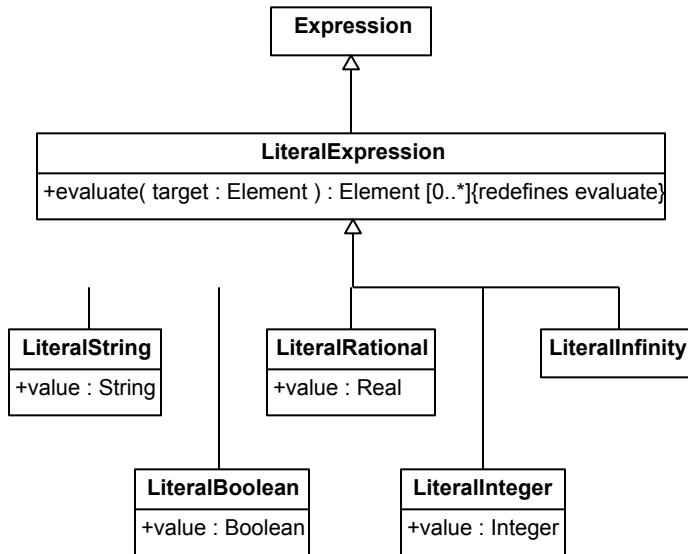 Expression
LiteralExpression
+evaluate( target : Element ) : Element [0..*]{redefines evaluate}
LiteralString
+value : String
LiteralRational
+value : Real
LiteralInfinity
LiteralBoolean
+value : Boolean
LiteralInteger
+value : Integer